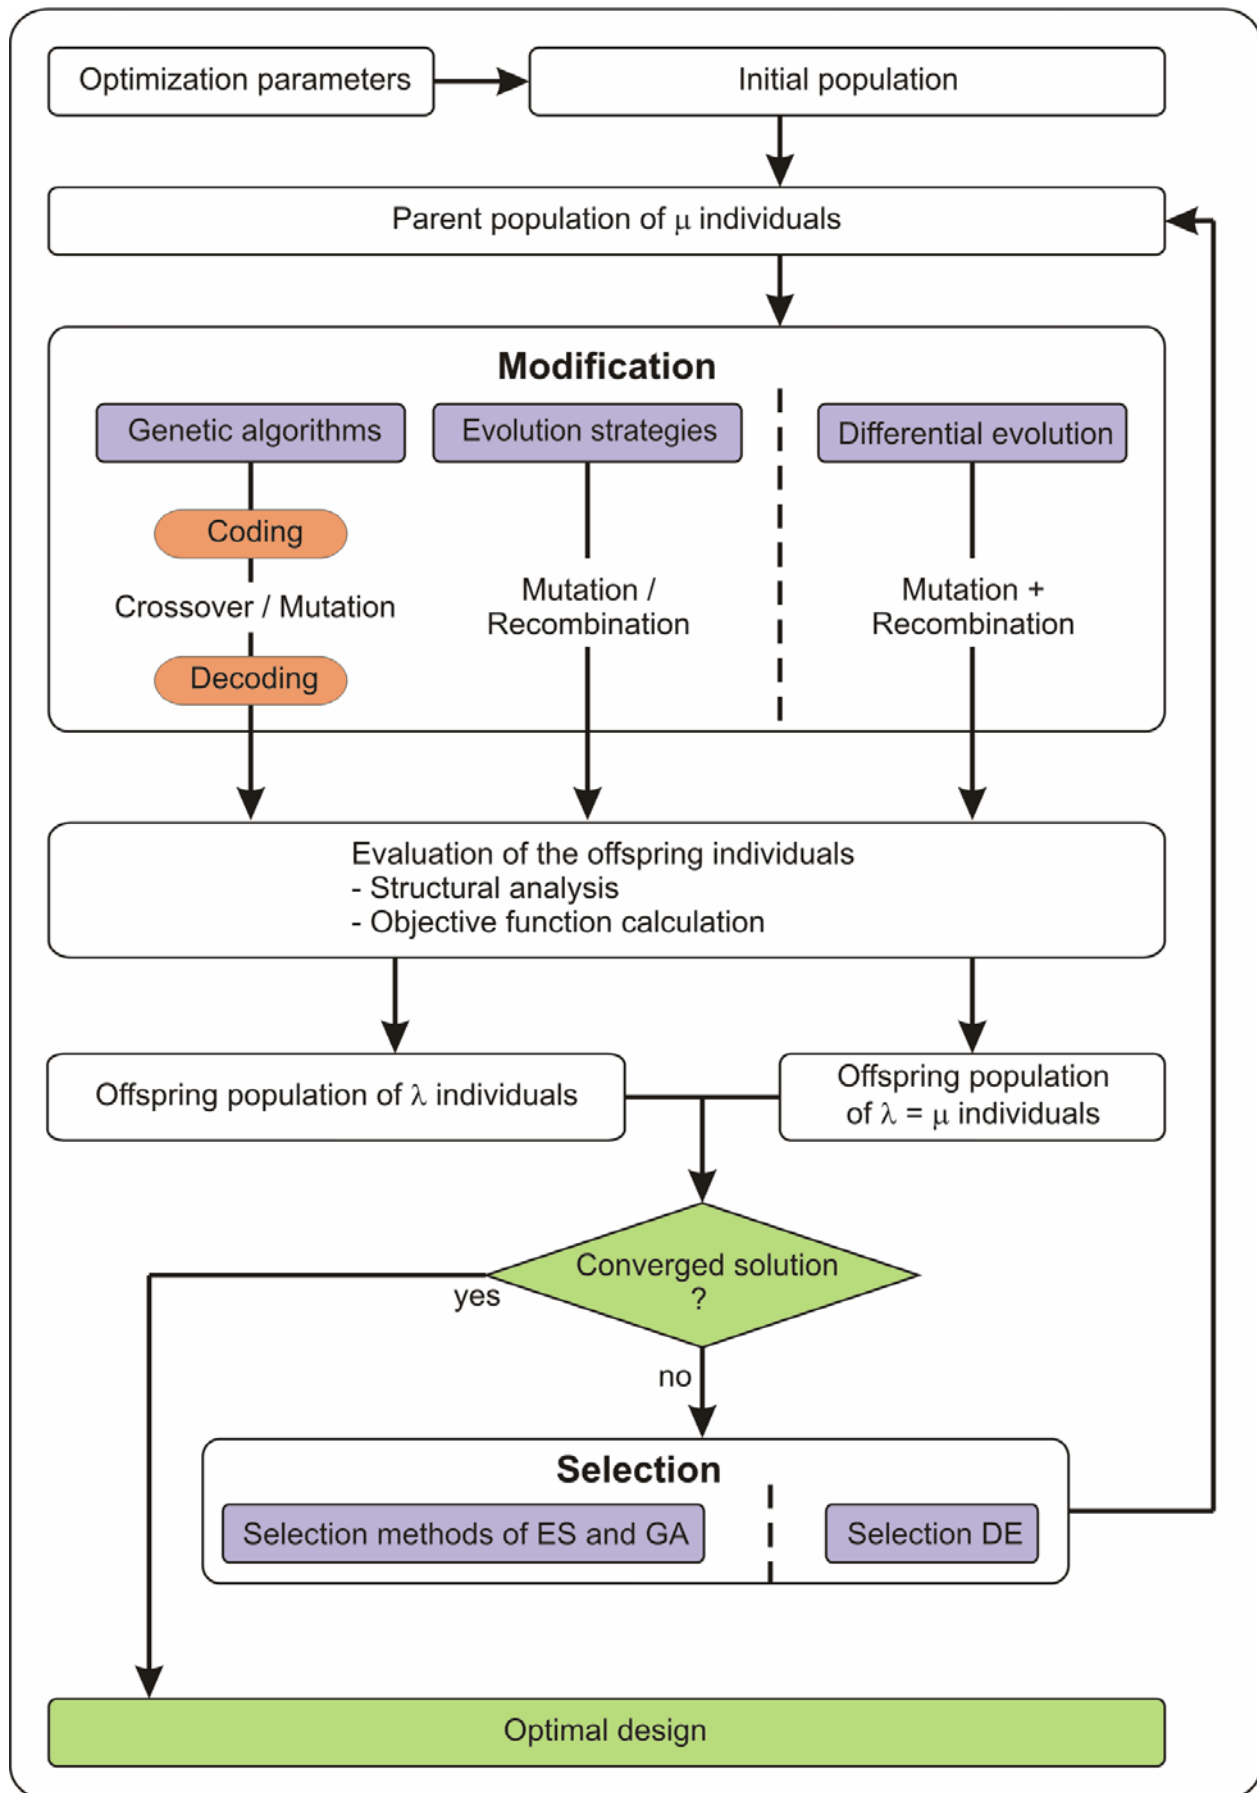 Optimization parameters
Initial population
Parent population of μ individuals
Modification
Genetic algorithms
Evolution strategies
Differential evolution
Coding
Crossover / Mutation
Decoding
Mutation /
Recombination
Mutation +
Recombination
Evaluation of the offspring individuals
- Structural analysis
- Objective function calculation
Offspring population of λ individuals
Offspring population
of λ = μ individuals
Converged solution
?
yes
no
Selection
Selection methods of ES and GA
Selection DE
Optimal design